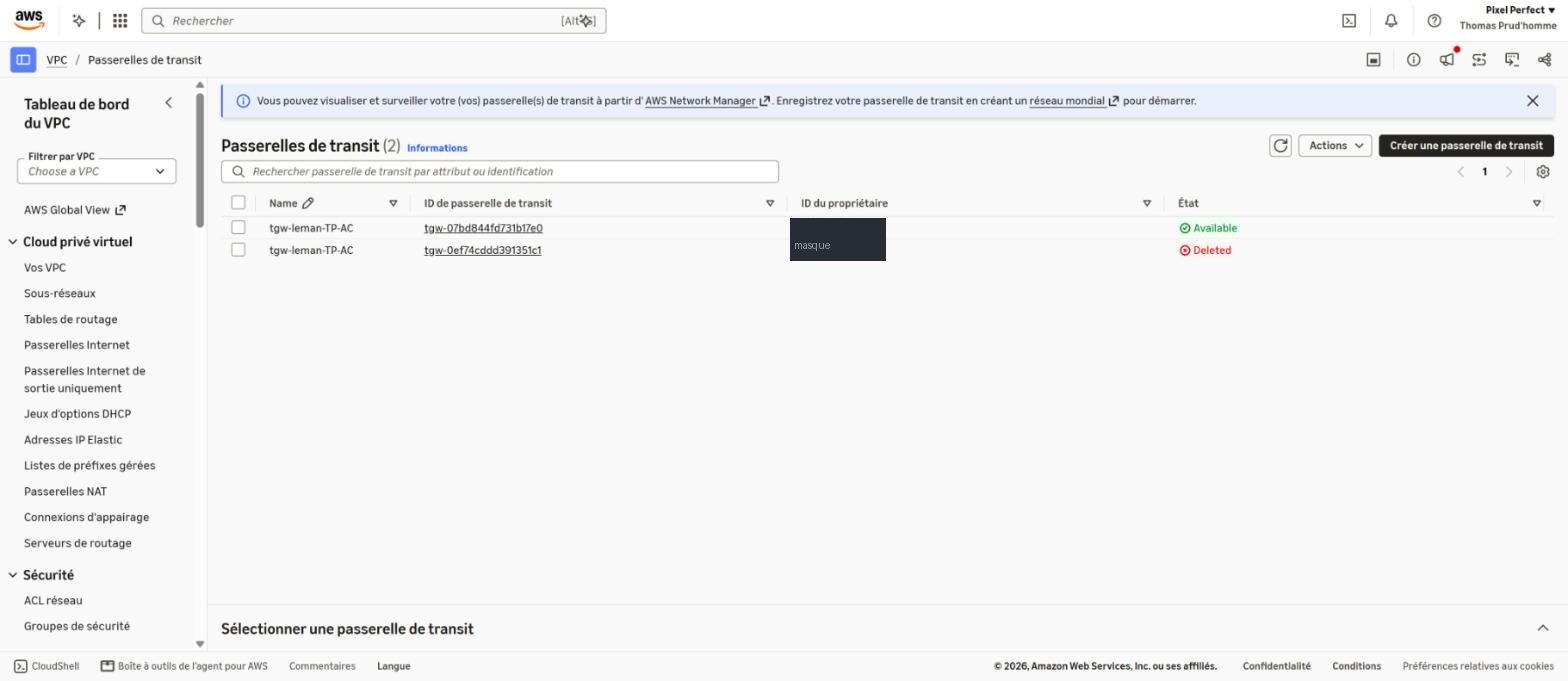 aws
Rechercher
[Alt+S]
Pixel Perfect
Thomas Prud'homme
VPC / Passerelles de transit
Tableau de bord
du VPC
Filtrer par VPC
Choose a VPC
AWS Global View
Cloud privé virtuel
Vos VPC
Sous-réseaux
Tables de routage
Passerelles Internet
Passerelles Internet de
sortie uniquement
Jeux d'options DHCP
Adresses IP Elastic
Listes de préfixes gérées
Passerelles NAT
Connexions d'appairage
Serveurs de routage
Sécurité
ACL réseau
Groupes de sécurité
Vous pouvez visualiser et surveiller votre (vos) passerelle(s) de transit à partir d' AWS Network Manager . Enregistrez votre passerelle de transit en créant un réseau mondial pour démarrer.
Passerelles de transit (2) Informations
Actions
Créer une passerelle de transit
Rechercher passerelle de transit par attribut ou identification
1
Name ID de passerelle de transit ID du propriétaire État
tgw-leman-TP-AC tgw-07bd844fd731b17e0 Available
masque
tgw-leman-TP-AC tgw-0ef74cddd391351c1 Deleted
Sélectionner une passerelle de transit
CloudShell Boîte à outils de l'agent pour AWS Commentaires Langue © 2026, Amazon Web Services, Inc. ou ses affiliés. Confidentialité Conditions Préférences relatives aux cookies